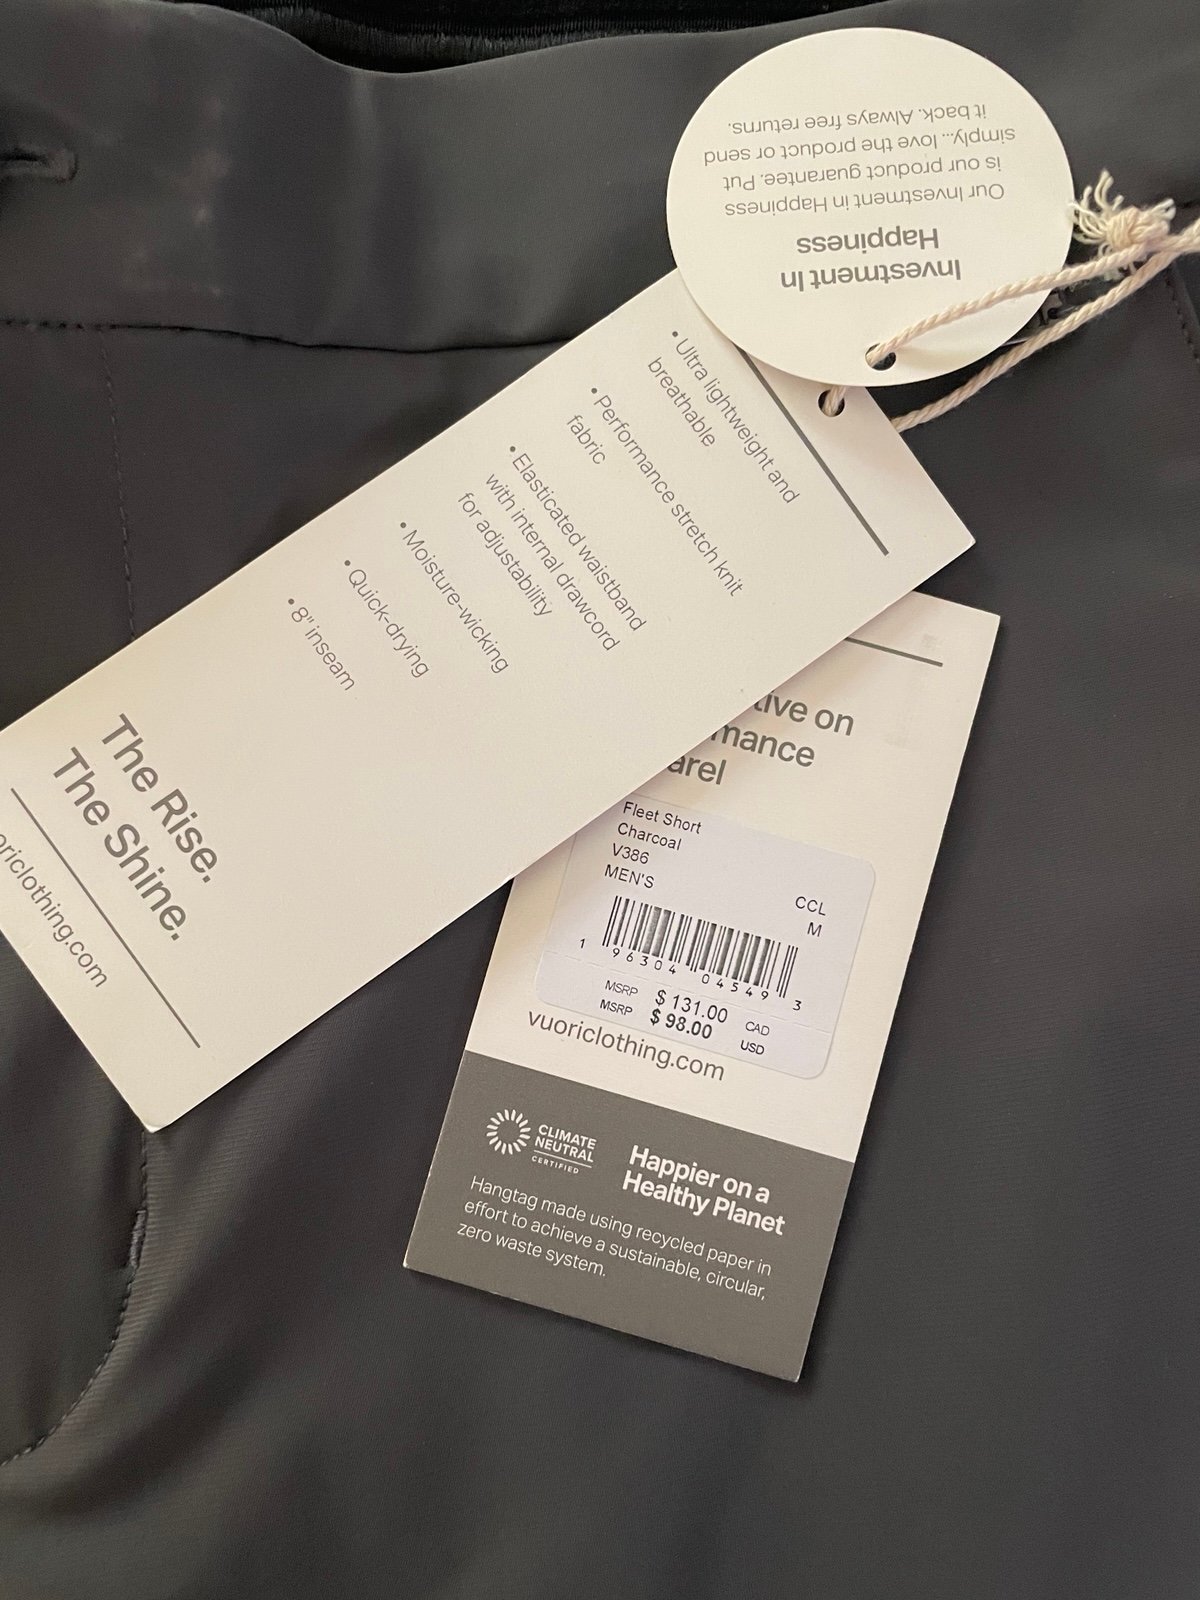 Investment In
Happiness
Our Investment in Happiness
is our product guarantee. Put
simply... love the product or send
it back. Always free returns.
• Ultra lightweight and
breathable
• Performance stretch knit
fabric
• Elasticated waistband
with internal drawcord
for adjustability
• Moisture-wicking
• Quick-drying
• 8" inseam
The Rise.
The Shine.
oriclothing.com
tive on
mance
arel
Fleet Short
Charcoal
V386
MEN'S
CCL
M
1 96304 04549 3
MSRP $ 131.00 CAD
MSRP $ 98.00 USD
vuoriclothing.com
CLIMATE
NEUTRAL
CERTIFIED
Happier on a
Healthy Planet
Hangtag made using recycled paper in
effort to achieve a sustainable, circular,
zero waste system.